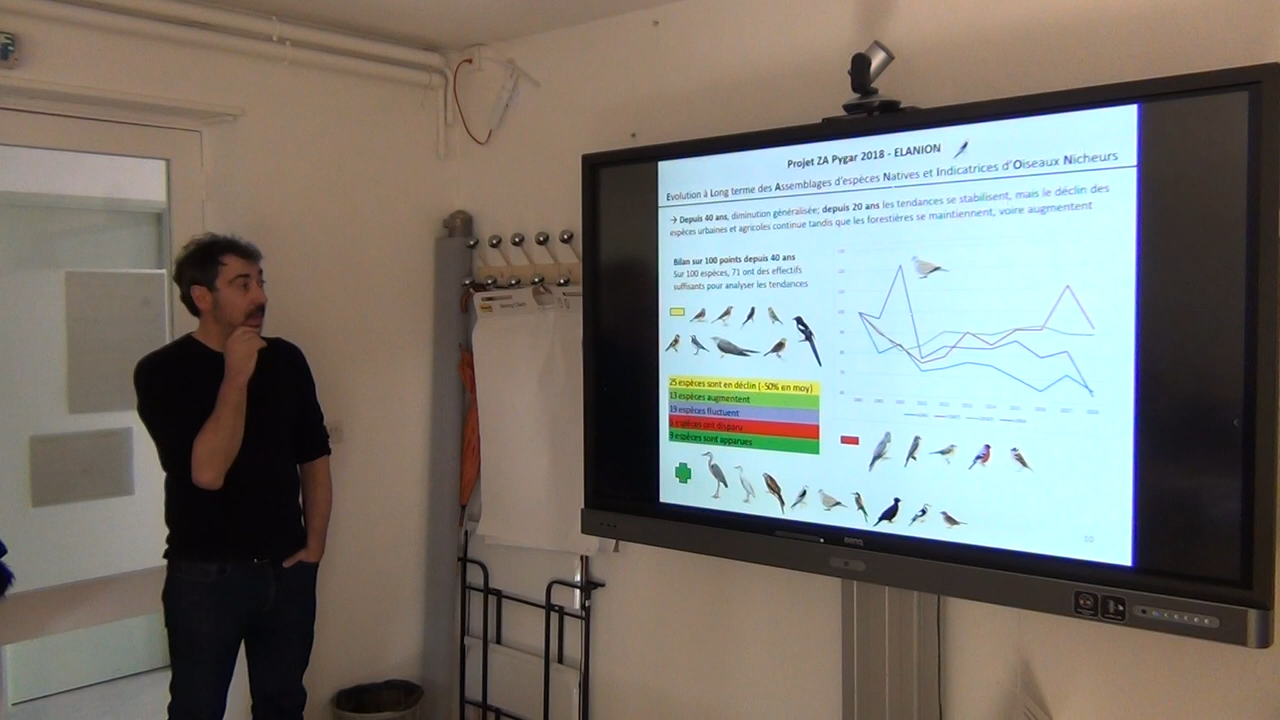 Projet ZA Pygar 2018 - ELANION
Evolution à Long terme des Assemblages d'espèces Natives et Indicatrices d'Oiseaux Nicheurs
→ Depuis 40 ans, diminution généralisée; depuis 20 ans les tendances se stabilisent, mais le déclin des
espèces urbaines et agricoles continue tandis que les forestières se maintiennent, voire augmentent
Bilan sur 100 points depuis 40 ans
Sur 100 espèces, 71 ont des effectifs
suffisants pour analyser les tendances
25 espèces sont en déclin (-50% en moy)
13 espèces augmentent
19 espèces fluctuent
espèces ont disparu
9 espèces sont apparues
10
BenQ